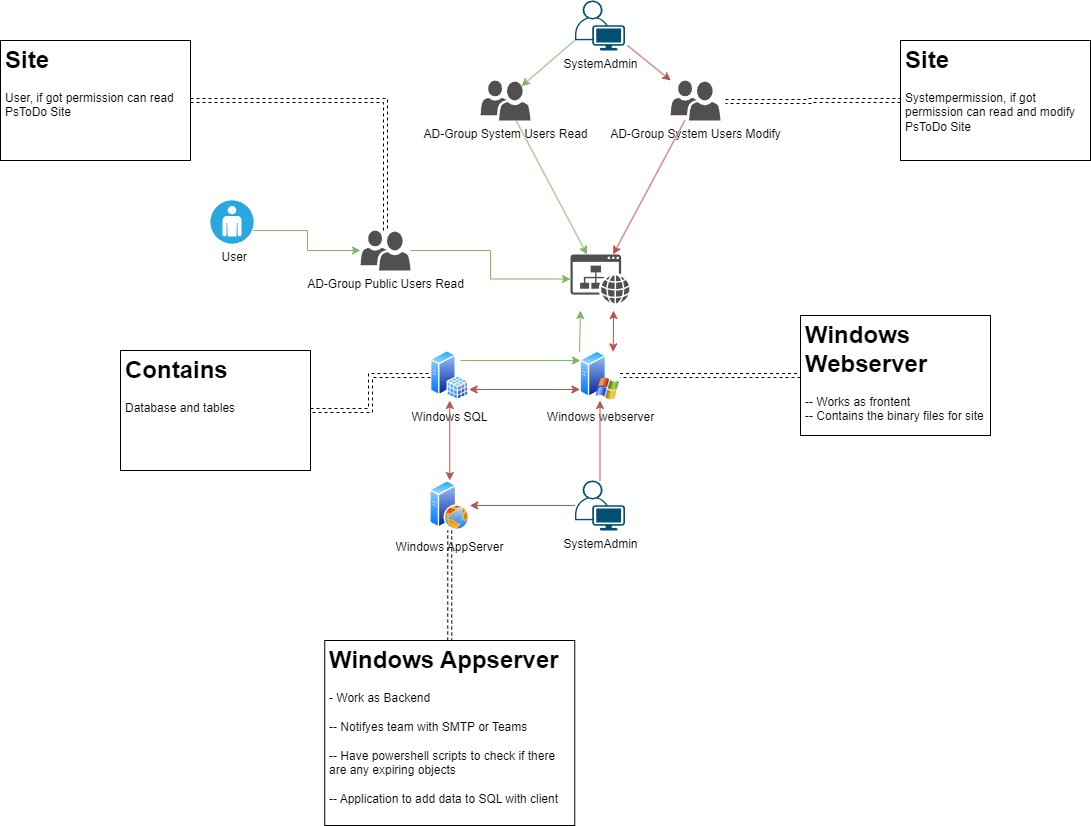 SystemAdmin
Site
User, if got permission can read
PsToDo Site
AD-Group System Users Read
AD-Group System Users Modify
Site
Systempermission, if got
permission can read and modify
PsToDo Site
User
AD-Group Public Users Read
Contains
Database and tables
Windows SQL
Windows webserver
Windows
Webserver
-- Works as frontent
-- Contains the binary files for site
Windows AppServer
SystemAdmin
Windows Appserver
- Work as Backend
-- Notifyes team with SMTP or Teams
-- Have powershell scripts to check if there
are any expiring objects
-- Application to add data to SQL with client